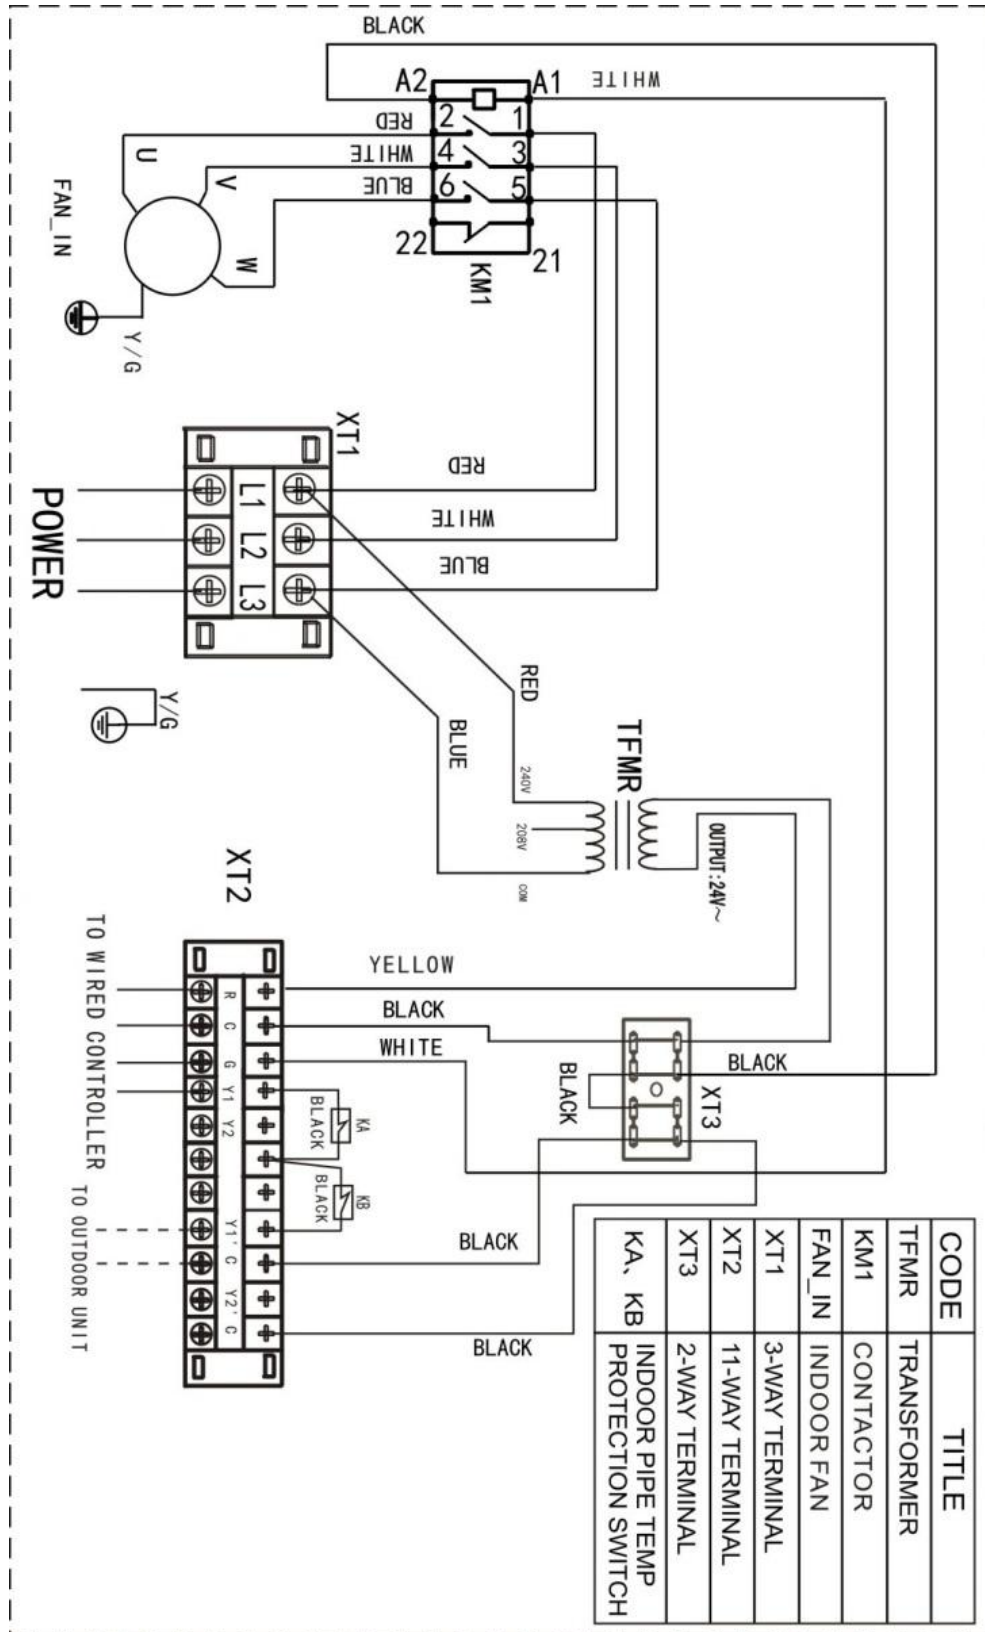 BLACK
A2
A1
WHITE
RED
2
1
WHITE
4
3
BLUE
6
5
22
21
KM1
U
V
W
FAN_IN
Y/G
XT1
L1
L2
L3
POWER
RED
WHITE
BLUE
Y/G
RED
BLUE
240V
208V
COM
TFMR
OUTPUT:24V~
XT2
TO WIRED CONTROLLER
TO OUTDOOR UNIT
R
C
G
Y1
Y2
Y1'
C
Y2'
C
YELLOW
BLACK
WHITE
BLACK
KA
BLACK
KB
BLACK
BLACK
BLACK
BLACK
XT3
CODE TITLE
TFMR TRANSFORMER
KM1 CONTACTOR
FAN_IN INDOOR FAN
XT1 3-WAY TERMINAL
XT2 11-WAY TERMINAL
XT3 2-WAY TERMINAL
KA、KB INDOOR PIPE TEMP
PROTECTION SWITCH